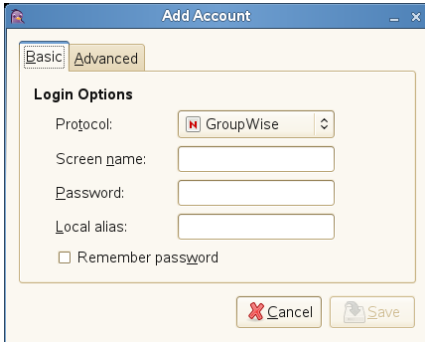 Add Account
Basic Advanced
Login Options
Protocol: N GroupWise
Screen name:
Password:
Local alias:
Remember password
Cancel Save